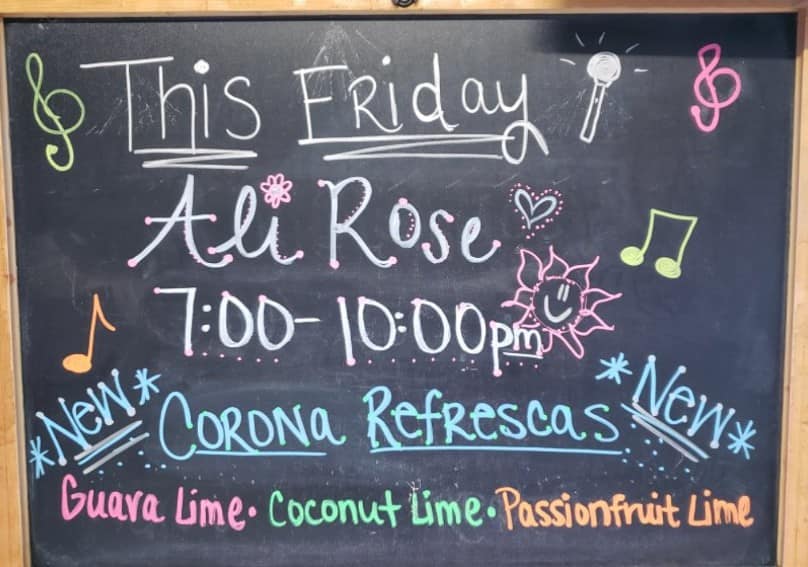 This Friday
Ali Rose
7:00-10:00pm
*New* Corona Refrescas *New*
Guava Lime • Coconut Lime • Passionfruit Lime